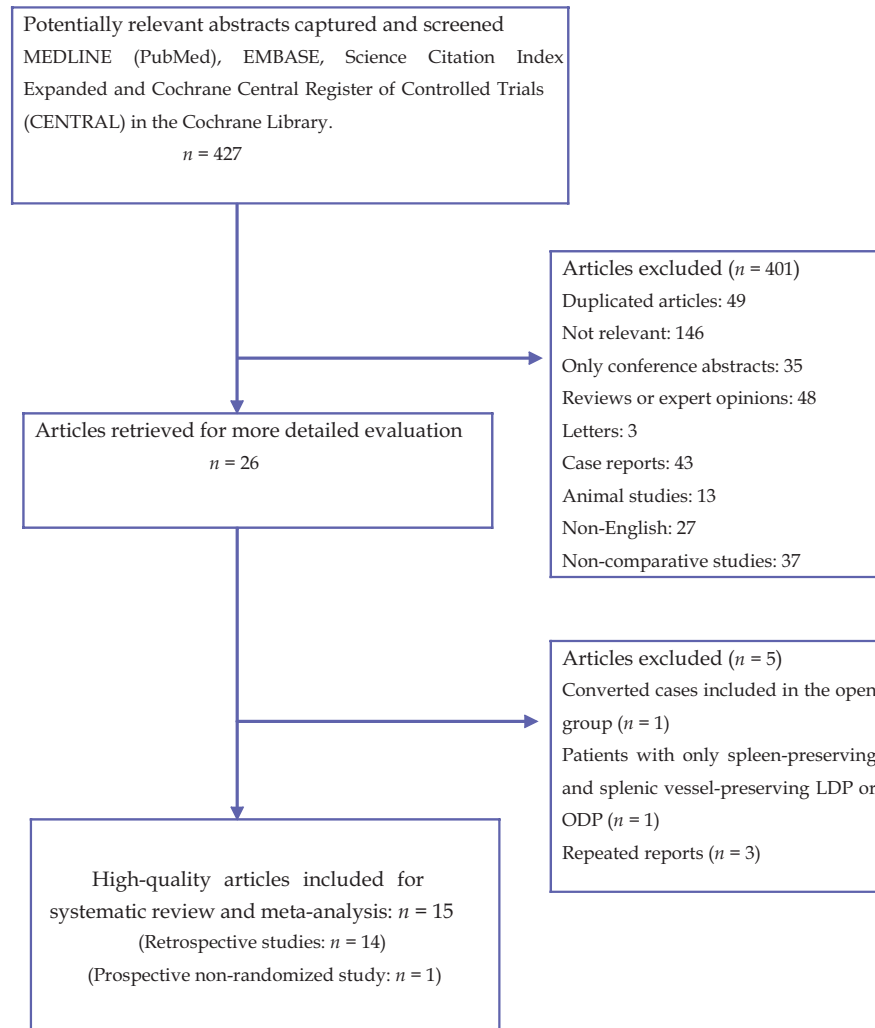 Potentially relevant abstracts captured and screened
MEDLINE (PubMed), EMBASE, Science Citation Index
Expanded and Cochrane Central Register of Controlled Trials
(CENTRAL) in the Cochrane Library.
n = 427
Articles excluded (n = 401)
Duplicated articles: 49
Not relevant: 146
Only conference abstracts: 35
Reviews or expert opinions: 48
Letters: 3
Case reports: 43
Animal studies: 13
Non-English: 27
Non-comparative studies: 37
Articles retrieved for more detailed evaluation
n = 26
Articles excluded (n = 5)
Converted cases included in the open
group (n = 1)
Patients with only spleen-preserving
and splenic vessel-preserving LDP or
ODP (n = 1)
Repeated reports (n = 3)
High-quality articles included for
systematic review and meta-analysis: n = 15
(Retrospective studies: n = 14)
(Prospective non-randomized study: n = 1)